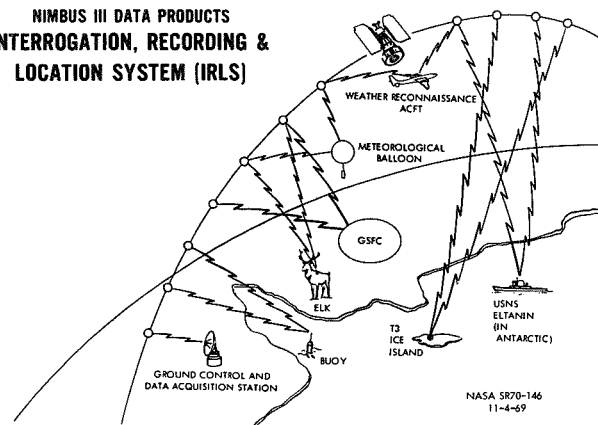 NIMBUS III DATA PRODUCTS
NTERROGATION, RECORDING &
LOCATION SYSTEM (IRLS)
WEATHER RECONNAISSANCE
ACFT
METEOROLOGICAL
BALLOON
GSFC
ELK
USNS
ELTANIN
(IN
ANTARCTIC)
T3
ICE
ISLAND
BUOY
GROUND CONTROL AND
DATA ACQUISITION STATION
NASA SR70-146
11-4-69